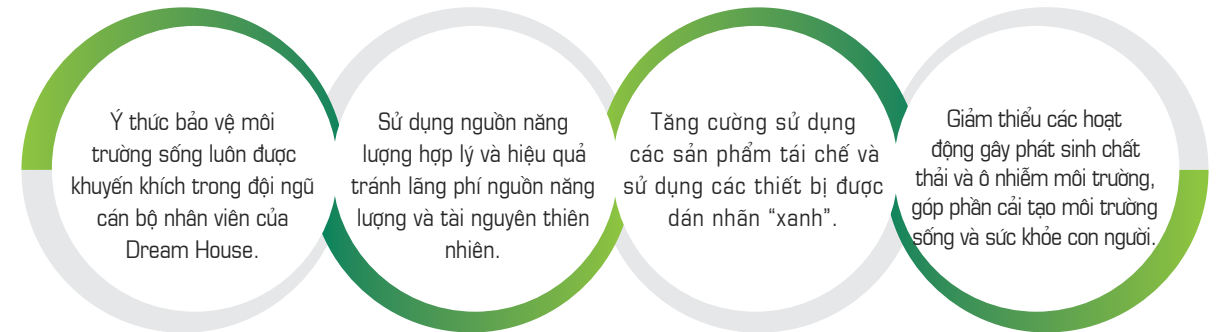 Ý thức bảo vệ môi
trường sống luôn được
khuyến khích trong đội ngũ
cán bộ nhân viên của
Dream House.
Sử dụng nguồn năng
lượng hợp lý và hiệu quả
tránh lãng phí nguồn năng
lượng và tài nguyên thiên
nhiên.
Tăng cường sử dụng
các sản phẩm tái chế và
sử dụng các thiết bị được
dán nhãn “xanh”.
Giảm thiểu các hoạt
động gây phát sinh chất
thải và ô nhiễm môi trường,
góp phần cải tạo môi trường
sống và sức khỏe con người.